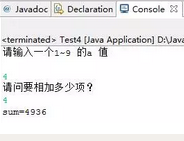 Javadoc Declaration Console
<terminated> Test4 [Java Application] D:\Java
请输入一个1~9 的a 值
4
请问要相加多少项?
4
sum=4936